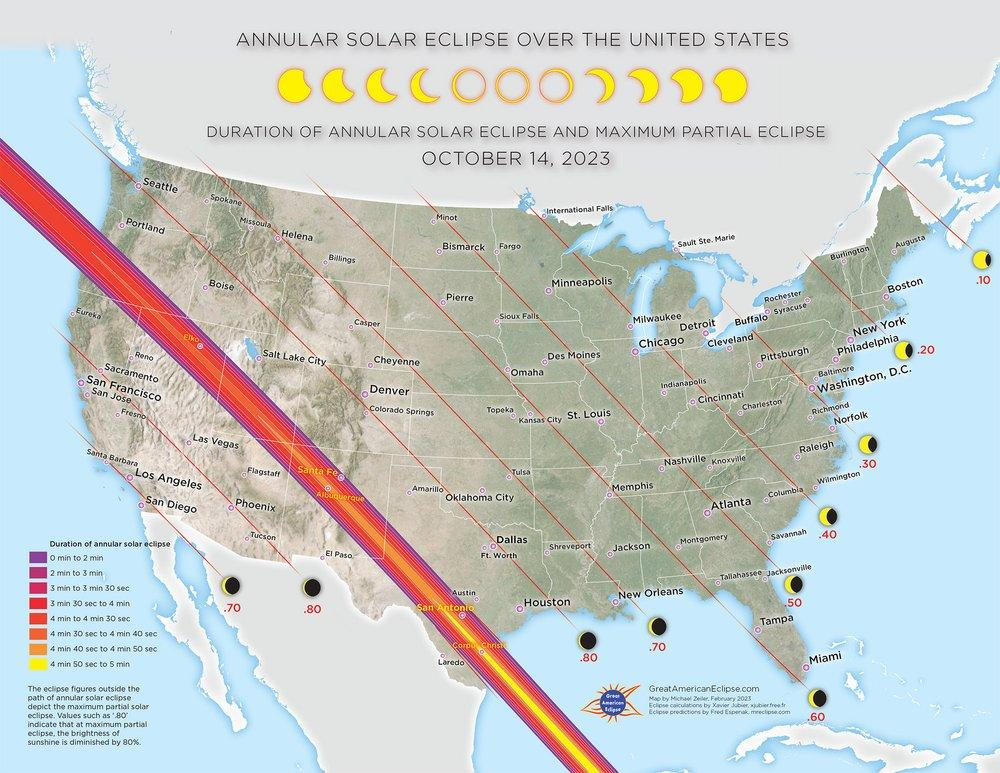 ANNULAR SOLAR ECLIPSE OVER THE UNITED STATES
DURATION OF ANNULAR SOLAR ECLIPSE AND MAXIMUM PARTIAL ECLIPSE
OCTOBER 14, 2023
Seattle
Spokane
Portland
Missoula
Helena
Minot
International Falls
Bismarck
Fargo
Sault Ste. Marie
Burlington
Augusta
Billings
Boise
Pierre
Minneapolis
.10
Boston
Rochester
Syracuse
Buffalo
Eureka
Elko
Casper
Sioux Falls
Milwaukee
Detroit
New York
Chicago
Cleveland
Philadelphia
.20
Reno
Salt Lake City
Cheyenne
Des Moines
Pittsburgh
Sacramento
Omaha
Baltimore
San Francisco
Denver
Indianapolis
Washington, D.C.
San Jose
Cincinnati
Fresno
Colorado Springs
Topeka
Kansas City
St. Louis
Charleston
Richmond
Norfolk
Las Vegas
Raleigh
Santa Barbara
Flagstaff
Santa Fe
Tulsa
Nashville
Knoxville
.30
Los Angeles
Albuquerque
Amarillo
Oklahoma City
Memphis
Wilmington
San Diego
Phoenix
Atlanta
Columbia
Tucson
Dallas
Montgomery
Savannah
.40
El Paso
Ft. Worth
Shreveport
Jackson
Tallahassee
Jacksonville
Austin
New Orleans
.50
San Antonio
Houston
Tampa
Corpus Christi
Laredo
Miami
.70
.80
.80
.70
.60
Duration of annular solar eclipse
0 min to 2 min
2 min to 3 min
3 min to 3 min 30 sec
3 min 30 sec to 4 min
4 min to 4 min 30 sec
4 min 30 sec to 4 min 40 sec
4 min 40 sec to 4 min 50 sec
4 min 50 sec to 5 min
The eclipse figures outside the
path of annular solar eclipse
depict the maximum partial solar
eclipse. Values such as '.80'
indicate that at maximum partial
eclipse, the brightness of
sunshine is diminished by 80%.
Great
American
Eclipse
GreatAmericanEclipse.com
Map by Michael Zeiler, February 2023
Eclipse calculations by Xavier Jubier, xjubier.free.fr
Eclipse predictions by Fred Espenak, mreclipse.com